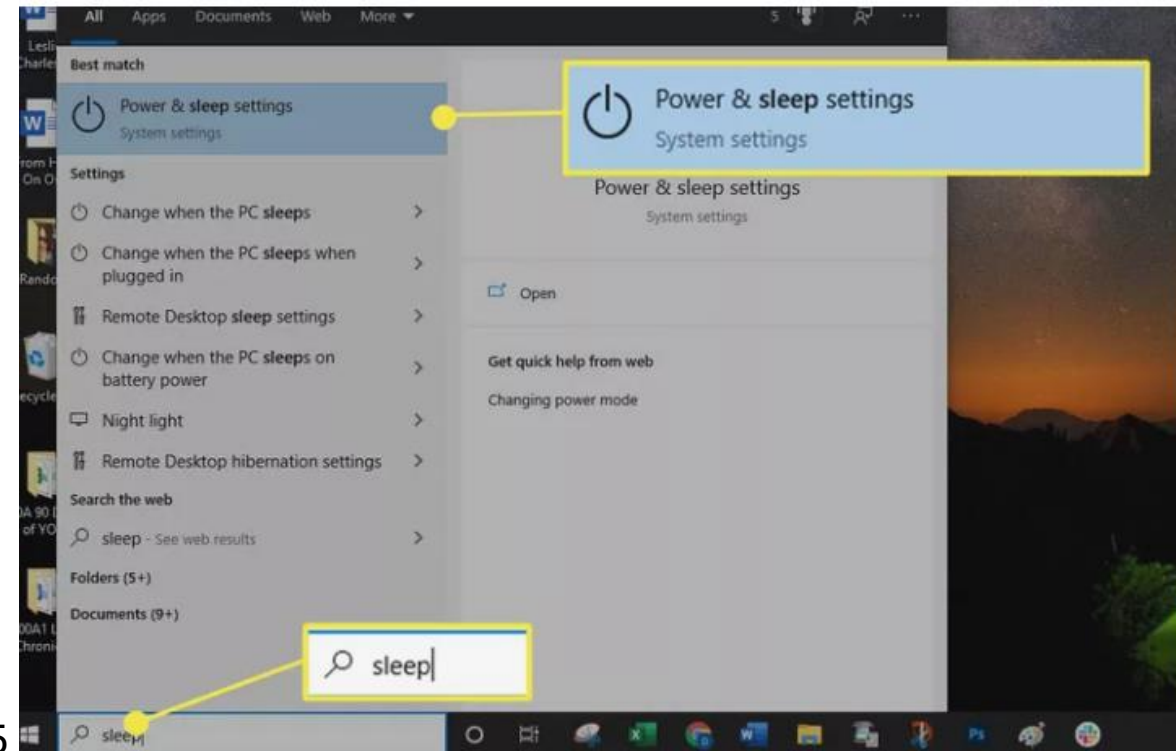 All Apps Documents Web More
5
Best match
Power & sleep settings
System settings
Settings
Change when the PC sleeps
Change when the PC sleeps when
plugged in
Remote Desktop sleep settings
Change when the PC sleeps on
battery power
Night light
Remote Desktop hibernation settings
Search the web
sleep - See web results
Folders (5+)
Documents (9+)
Power & sleep settings
System settings
Power & sleep settings
System settings
Open
Get quick help from web
Changing power mode
sleep
sleep
W
Ps
5